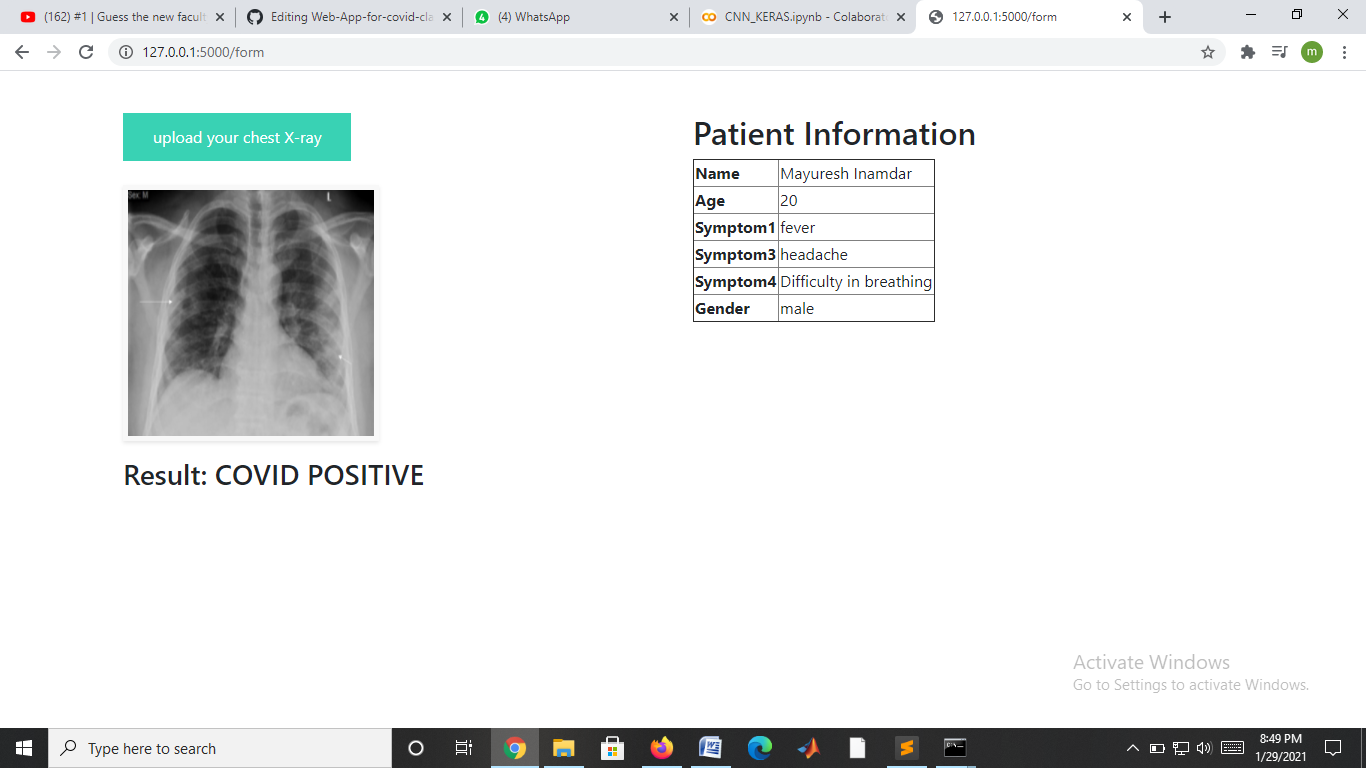 (162) #1 | Guess the new facult
Editing Web-App-for-covid-cla
4 (4) WhatsApp
CNN_KERAS.ipynb - Colaborat
127.0.0.1:5000/form
127.0.0.1:5000/form
m
upload your chest X-ray
Patient Information
Name Mayuresh Inamdar
Age 20
Symptom1 fever
Symptom3 headache
Symptom4 Difficulty in breathing
Gender male
Sex: M
L
Result: COVID POSITIVE
Activate Windows
Go to Settings to activate Windows.
Type here to search
8:49 PM
1/29/2021